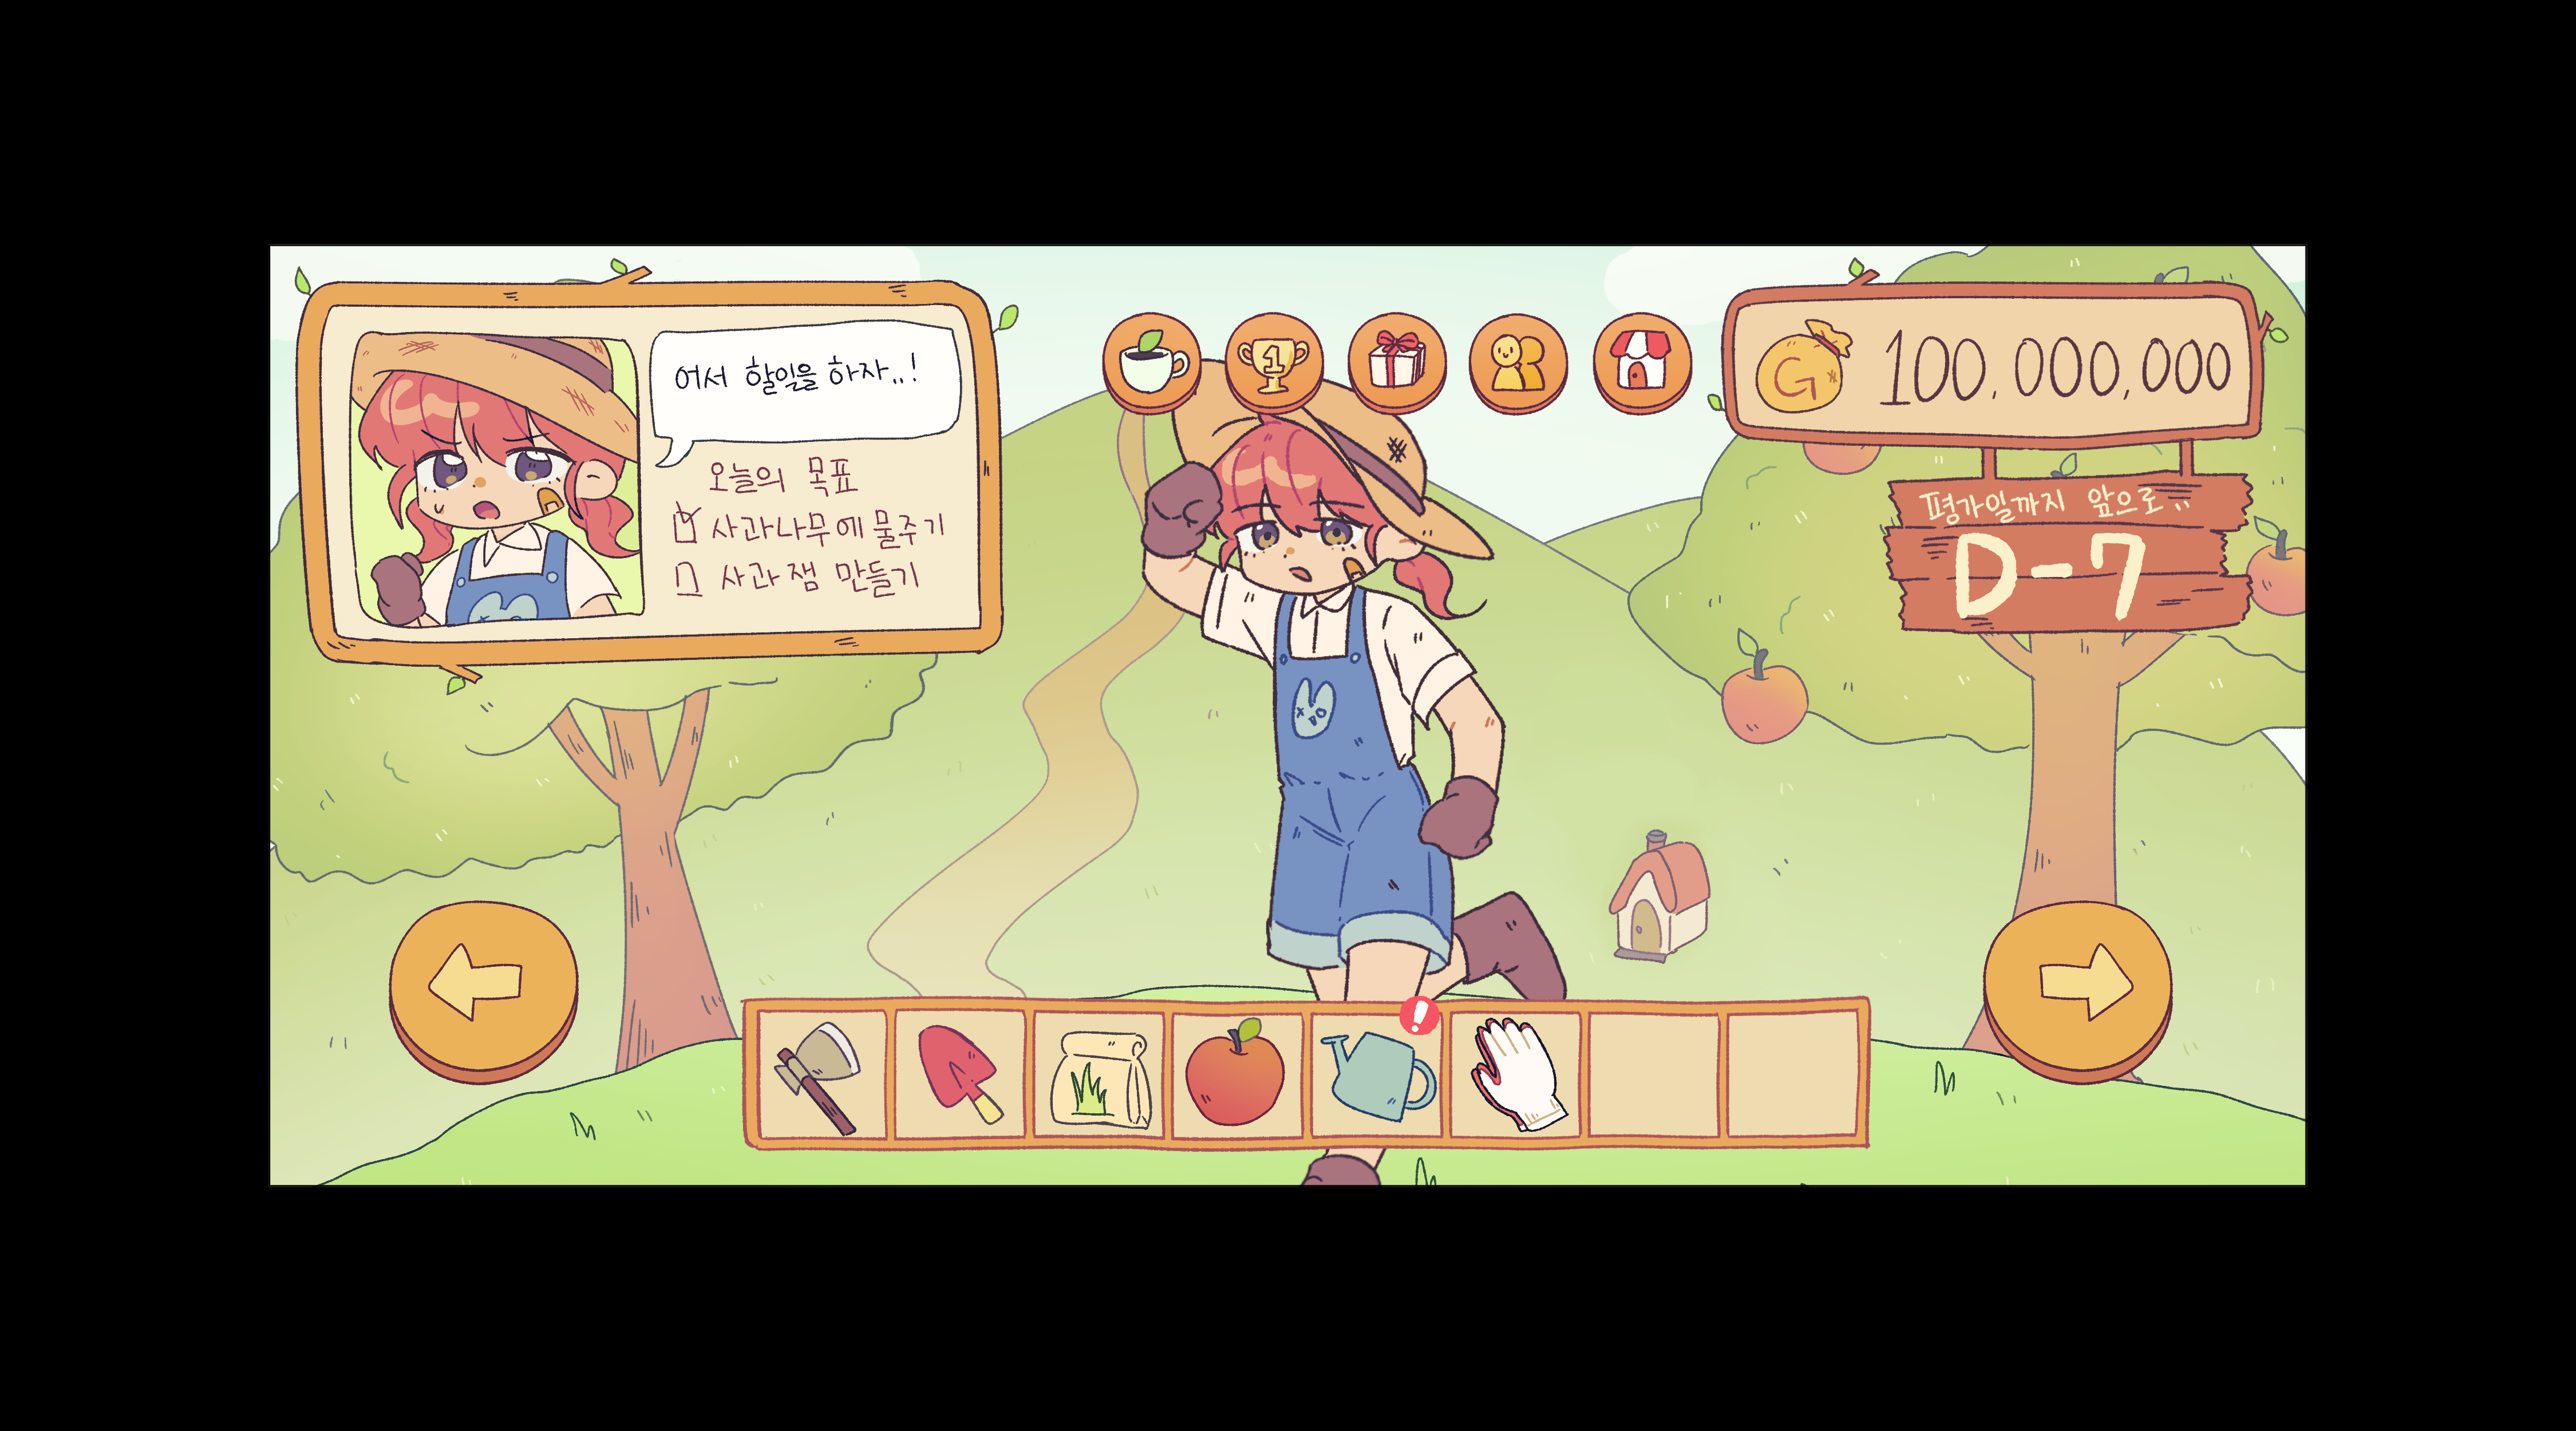 어서 할일을 하자..!
오늘의 목표
사과나무에 물주기
사과잼 만들기
1
G 100,000,000
평가일까지 앞으로..
D-7
!